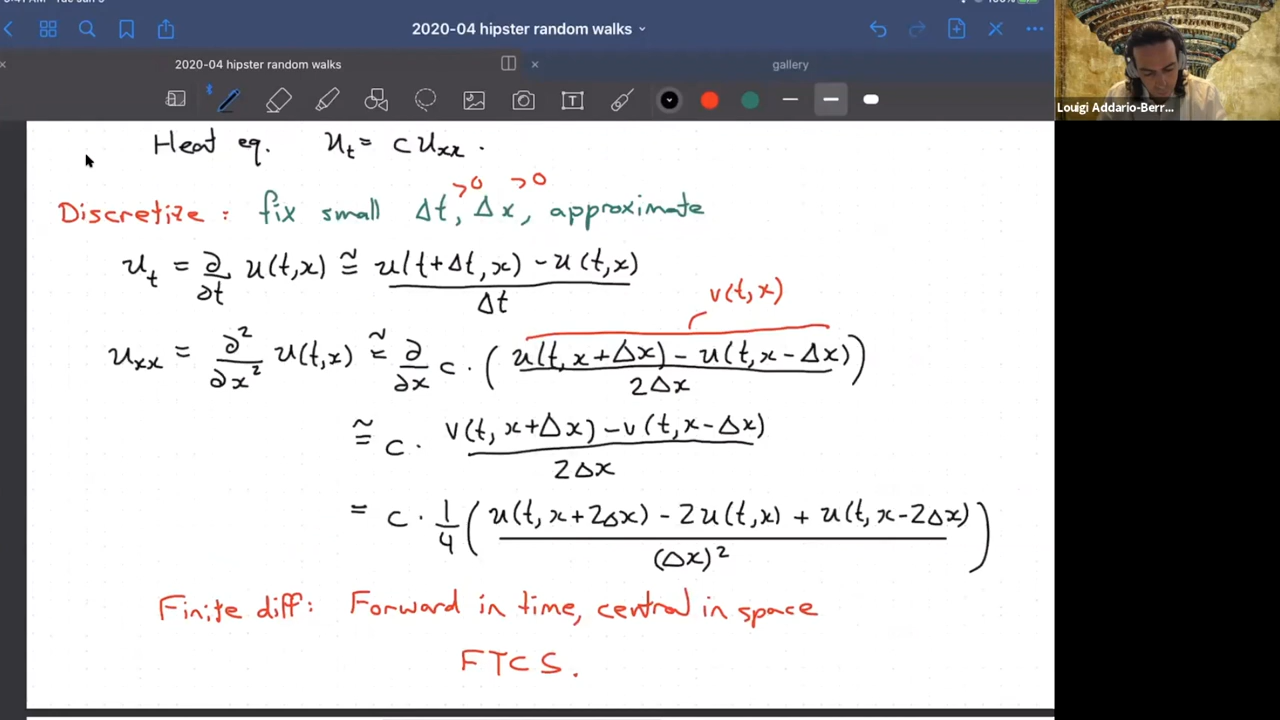 2020-04 hipster random walks
2020-04 hipster random walks
gallery
Louigi Addario-Berr...
Heat eq. u_t = c u_xx.
>0 >0
Discretize: fix small Δt, Δx, approximate
u_t = ∂/∂t u(t,x) ≅ (u(t+Δt, x) - u(t,x))/Δt
v(t,x)
u_xx = ∂²/∂x² u(t,x) ≅ ∂/∂x c · ((u(t, x+Δx) - u(t, x-Δx))/2Δx)
≅ c · (v(t, x+Δx) - v(t, x-Δx))/2Δx
= c · 1/4 ((u(t, x+2Δx) - 2u(t,x) + u(t, x-2Δx))/(Δx)²)
Finite diff: Forward in time, central in space
FTCS.